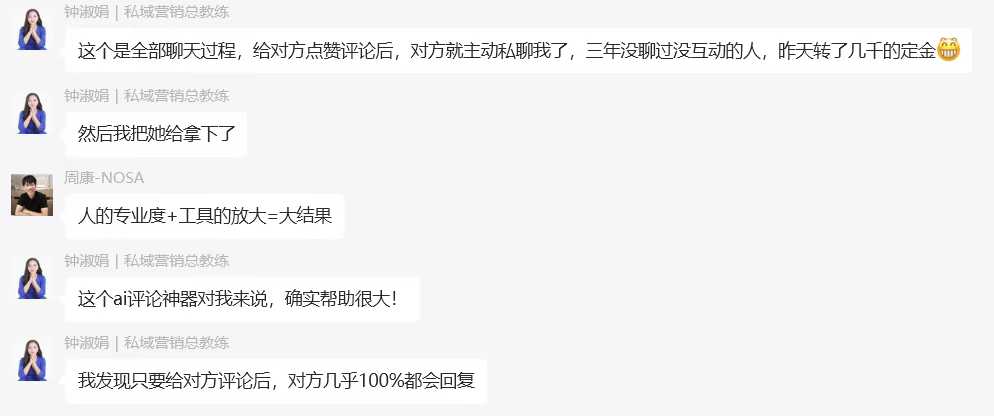 钟淑娟｜私域营销总教练
这个是全部聊天过程，给对方点赞评论后，对方就主动私聊我了，三年没聊过没互动的人，昨天转了几千的定金😁
钟淑娟｜私域营销总教练
然后我把她给拿下了
周康-NOSA
人的专业度+工具的放大=大结果
钟淑娟｜私域营销总教练
这个ai评论神器对我来说，确实帮助很大！
钟淑娟｜私域营销总教练
我发现只要给对方评论后，对方几乎100%都会回复